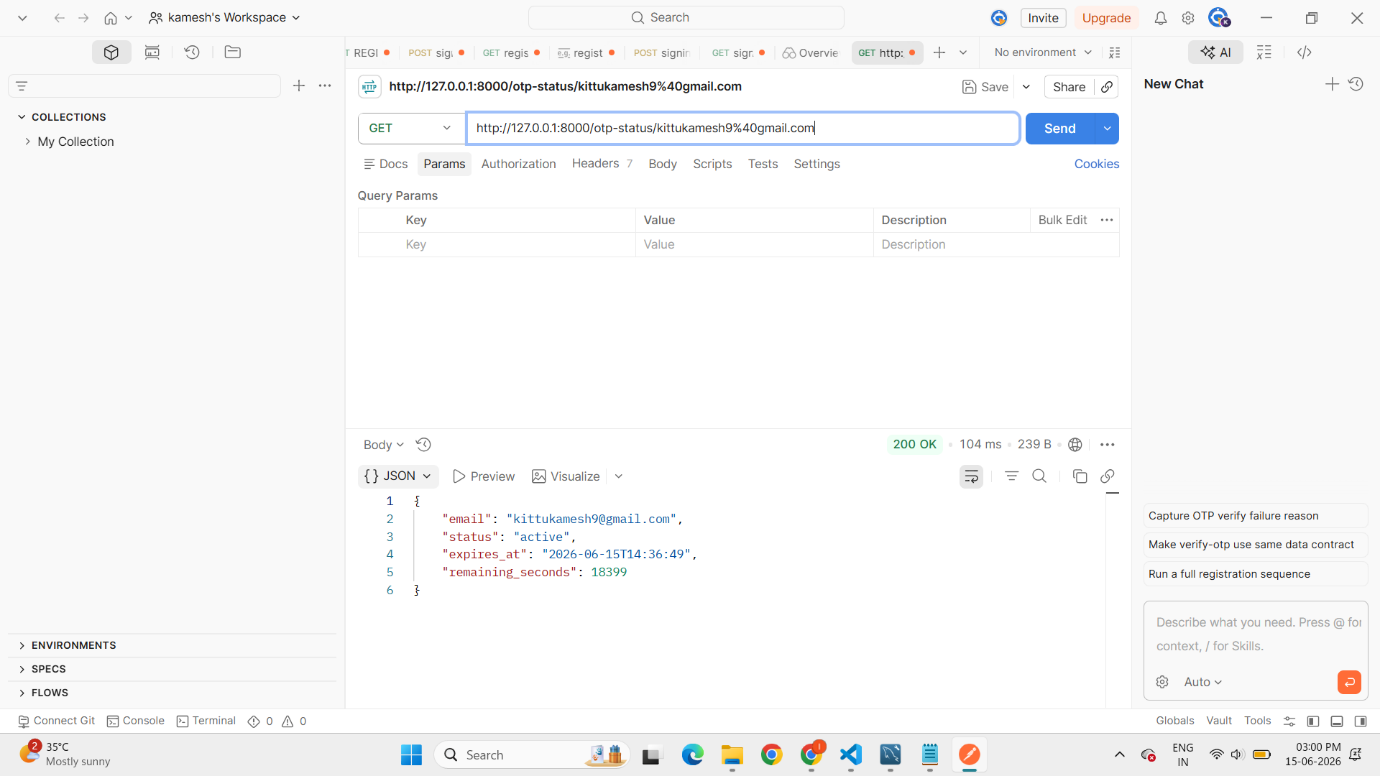 kamesh's Workspace
Search
Invite
Upgrade
REGI
POST sig
GET regis
e.g. regist
POST signin
GET sigr
Overvie
GET http:
No environment
AI
HTTP
http://127.0.0.1:8000/otp-status/kittukamesh9%40gmail.com
Save
Share
New Chat
COLLECTIONS
My Collection
GET
http://127.0.0.1:8000/otp-status/kittukamesh9%40gmail.com
Send
Docs
Params
Authorization
Headers 7
Body
Scripts
Tests
Settings
Cookies
Query Params
Key
Value
Description
Bulk Edit
Key
Value
Description
Body
200 OK
104 ms
239 B
{} JSON
Preview
Visualize
1 {
2 "email": "kittukamesh9@gmail.com",
3 "status": "active",
4 "expires_at": "2026-06-15T14:36:49",
5 "remaining_seconds": 18399
6 }
Capture OTP verify failure reason
Make verify-otp use same data contract
Run a full registration sequence
Describe what you need. Press @ for
context, / for Skills.
Auto
ENVIRONMENTS
SPECS
FLOWS
Connect Git
Console
Terminal
0
0
Globals
Vault
Tools
2
35°C
Mostly sunny
Search
ENG
IN
03:00 PM
15-06-2026